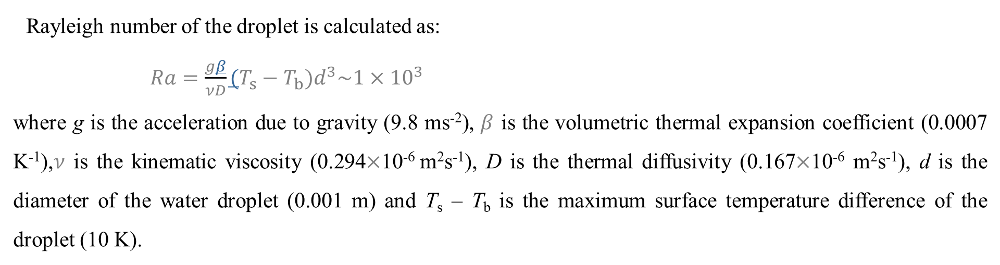 Rayleigh number of the droplet is calculated as:
Ra = gβ/νD (Tₛ − T_b)d³~1 × 10³
where g is the acceleration due to gravity (9.8 ms⁻²), β is the volumetric thermal expansion coefficient (0.0007
K⁻¹),ν is the kinematic viscosity (0.294×10⁻⁶ m²s⁻¹), D is the thermal diffusivity (0.167×10⁻⁶ m²s⁻¹), d is the
diameter of the water droplet (0.001 m) and Tₛ – T_b is the maximum surface temperature difference of the
droplet (10 K).